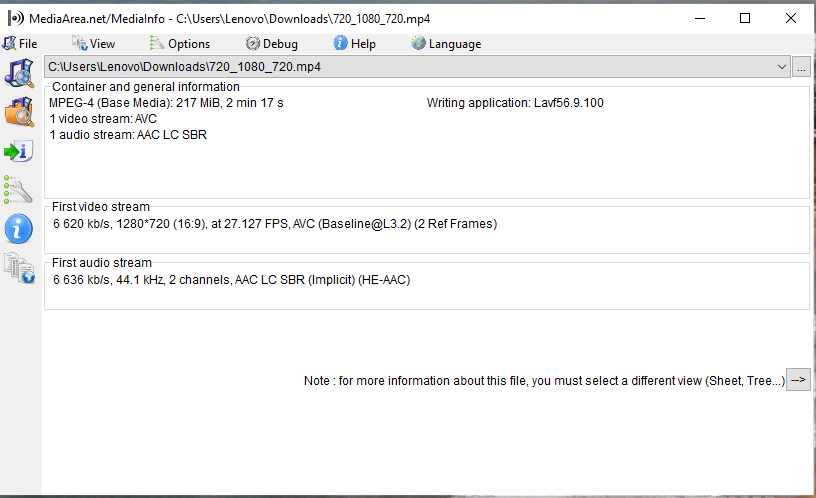 MediaArea.net/MediaInfo - C:\Users\Lenovo\Downloads\720_1080_720.mp4
File View Options Debug Help Language
C:\Users\Lenovo\Downloads\720_1080_720.mp4 ...
Container and general information
MPEG-4 (Base Media): 217 MiB, 2 min 17 s Writing application: Lavf56.9.100
1 video stream: AVC
1 audio stream: AAC LC SBR
First video stream
6 620 kb/s, 1280*720 (16:9), at 27.127 FPS, AVC (Baseline@L3.2) (2 Ref Frames)
First audio stream
6 636 kb/s, 44.1 kHz, 2 channels, AAC LC SBR (Implicit) (HE-AAC)
Note : for more information about this file, you must select a different view (Sheet, Tree...) -->